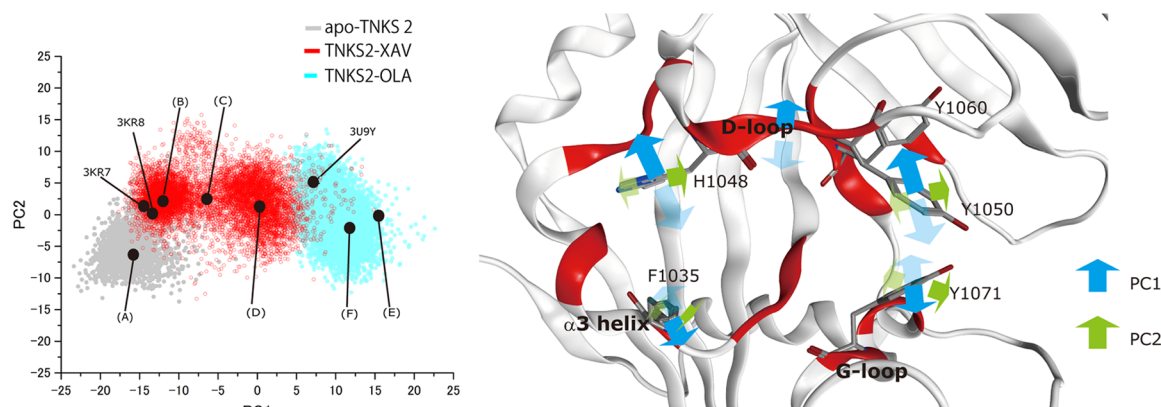 apo-TNKS 2
TNKS2-XAV
TNKS2-OLA
25
20
15
10
5
0
−5
−10
−15
−20
−25
PC2
−25 −20 −15 −10 −5 0 5 10 15 20 25
(B)
(C)
3KR8
3U9Y
3KR7
(A)
(D)
(F)
(E)
Y1060
D-loop
H1048
Y1050
F1035
Y1071
α3 helix
G-loop
PC1
PC2